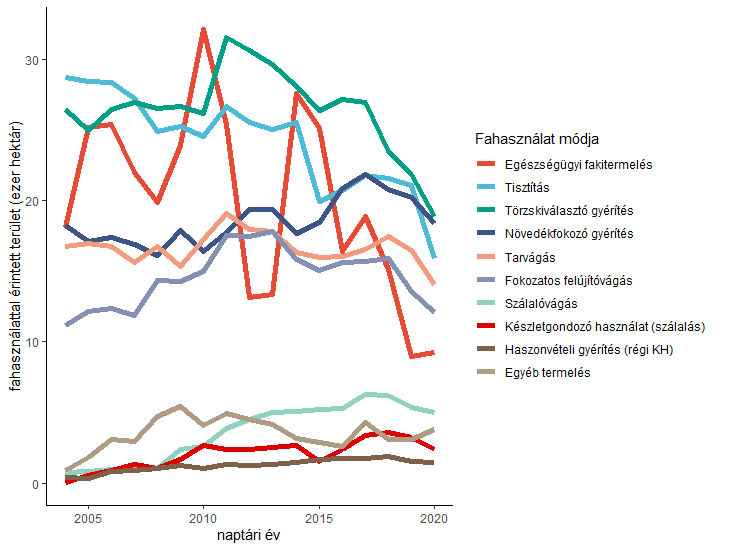 fahasználattal érintett terület (ezer hektár)
30
20
10
0
2005
2010
2015
2020
naptári év
Fahasználat módja
Egészségügyi fakitermelés
Tisztítás
Törzskiválasztó gyérítés
Növedékfokozó gyérítés
Tarvágás
Fokozatos felújítóvágás
Szálalóvágás
Készletgondozó használat (szálalás)
Haszonvételi gyérítés (régi KH)
Egyéb termelés